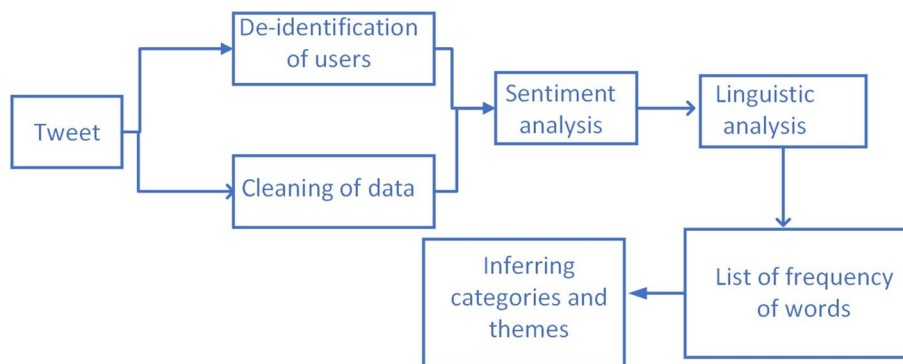 De-identification
of users
Tweet
Cleaning of data
Sentiment
analysis
Linguistic
analysis
List of frequency
of words
Inferring
categories and
themes